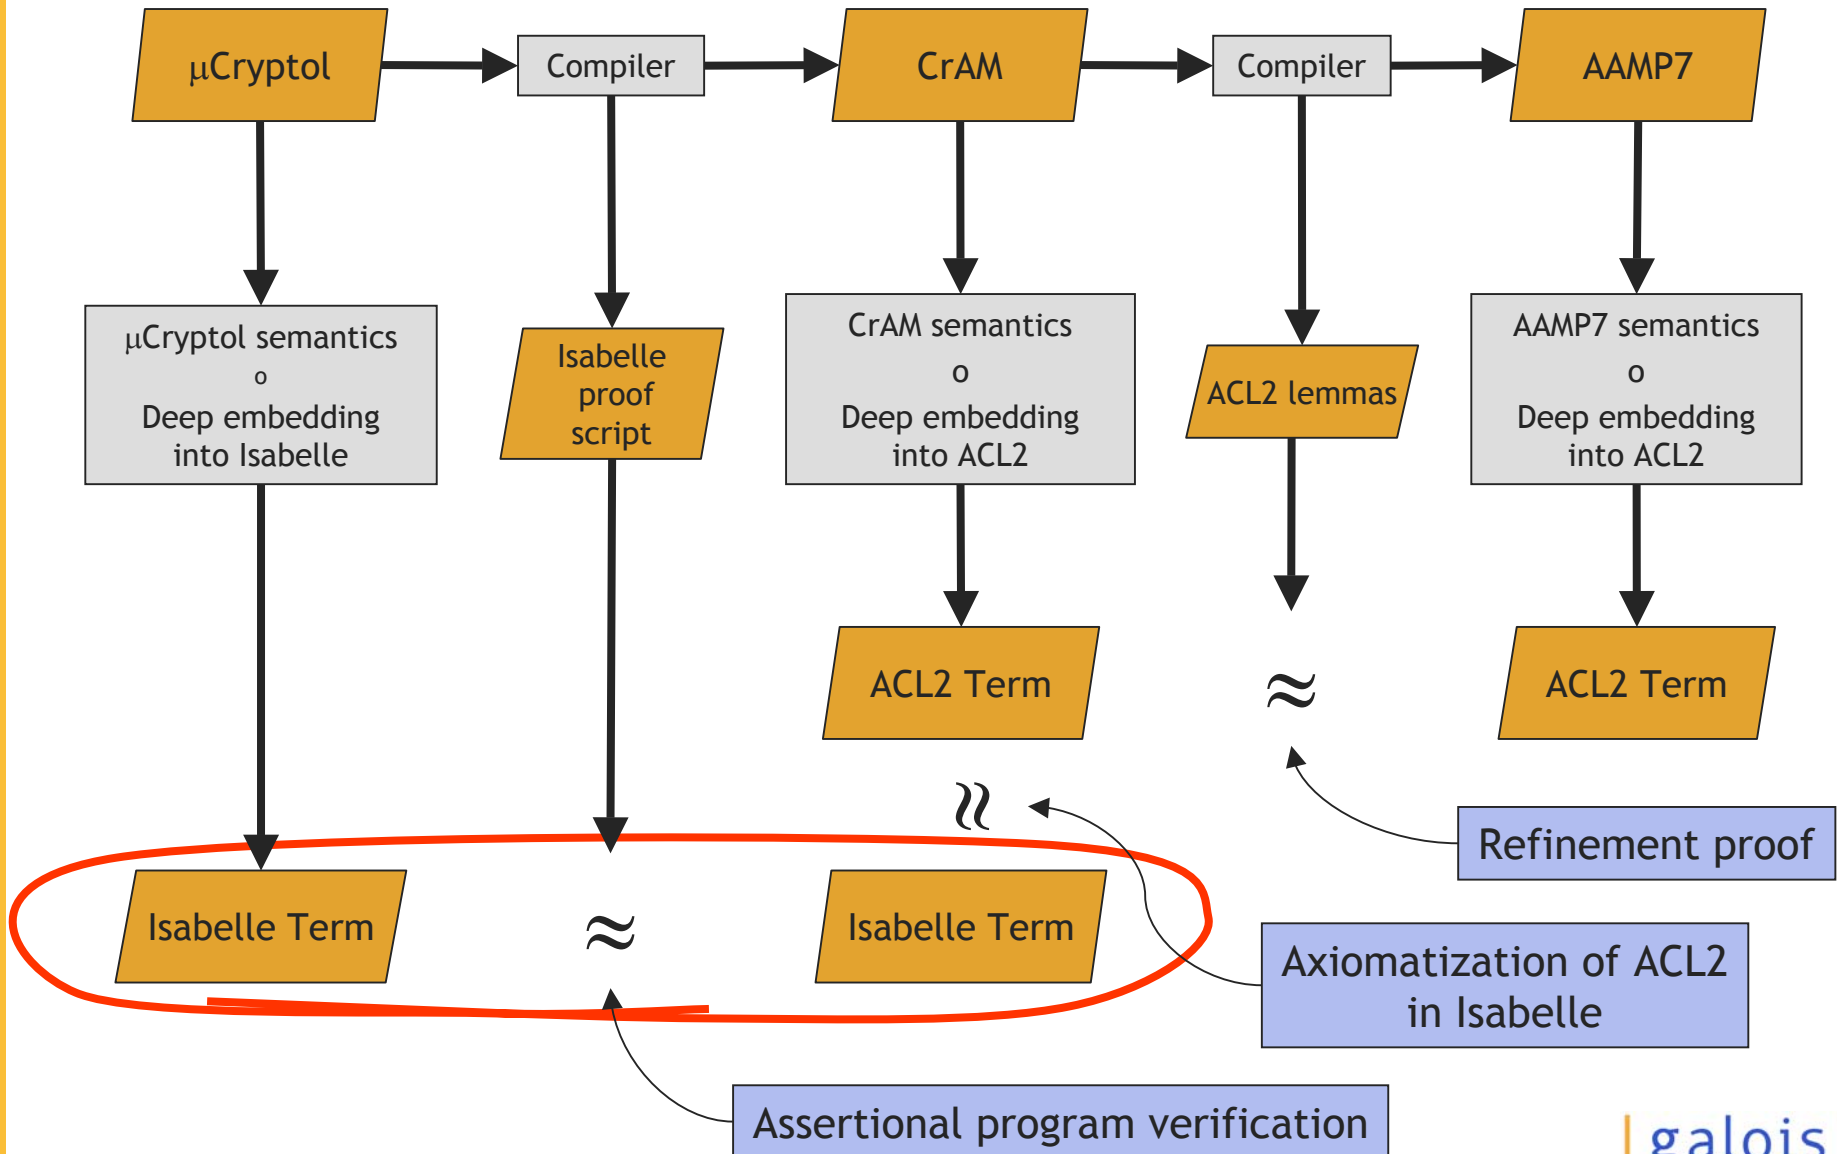 μCryptol
Compiler
CrAM
Compiler
AAMP7
μCryptol semantics
o
Deep embedding
into Isabelle
Isabelle
proof
script
CrAM semantics
o
Deep embedding
into ACL2
ACL2 lemmas
AAMP7 semantics
o
Deep embedding
into ACL2
ACL2 Term
≈
ACL2 Term
≈
Refinement proof
Isabelle Term
≈
Isabelle Term
Axiomatization of ACL2
in Isabelle
Assertional program verification
galois